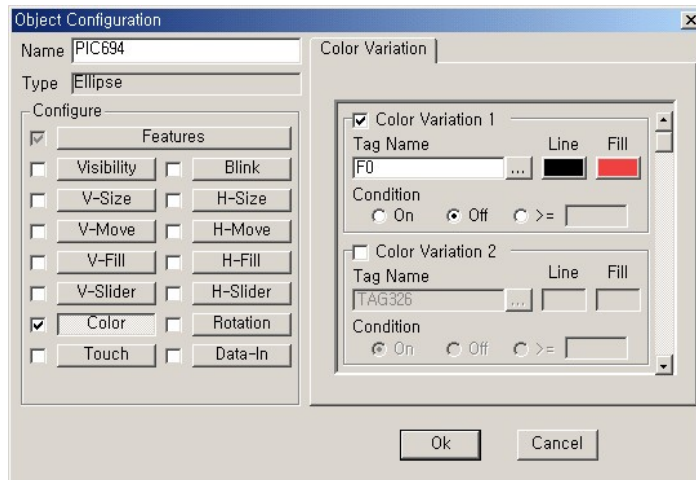 Object Configuration
Name PIC694
Type Ellipse
Configure
Features
Visibility Blink
V-Size H-Size
V-Move H-Move
V-Fill H-Fill
V-Slider H-Slider
Color Rotation
Touch Data-In
Color Variation
Color Variation 1
Tag Name Line Fill
F0 ...
Condition
On Off >=
Color Variation 2
Tag Name Line Fill
TAG326 ...
Condition
On Off >=
Ok Cancel